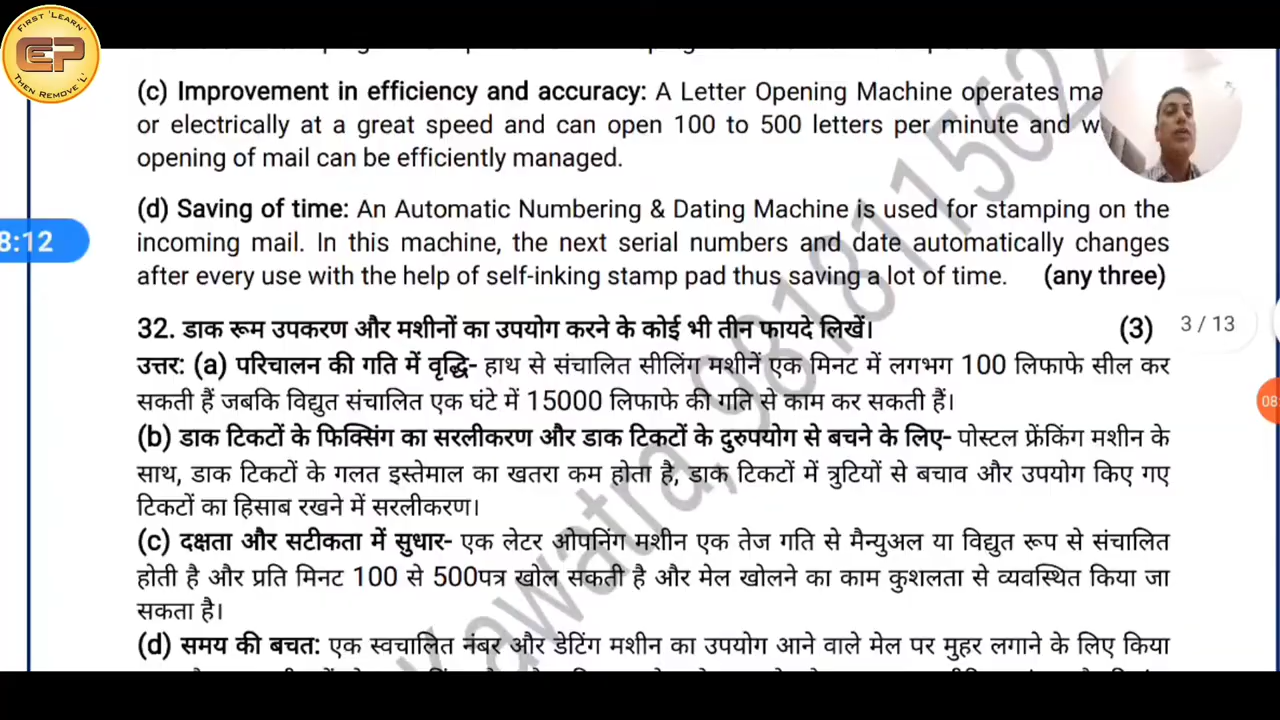 FIRST 'LEARN'
CEP
THEN REMOVE 'L'
(c) Improvement in efficiency and accuracy: A Letter Opening Machine operates ma
or electrically at a great speed and can open 100 to 500 letters per minute and w
opening of mail can be efficiently managed.
(d) Saving of time: An Automatic Numbering & Dating Machine is used for stamping on the
8:12
incoming mail. In this machine, the next serial numbers and date automatically changes
after every use with the help of self-inking stamp pad thus saving a lot of time. (any three)
32. डाक रूम उपकरण और मशीनों का उपयोग करने के कोई भी तीन फायदे लिखें। (3)
3 / 13
उत्तर: (a) परिचालन की गति में वृद्धि- हाथ से संचालित सीलिंग मशीनें एक मिनट में लगभग 100 लिफाफे सील कर
सकती हैं जबकि विद्युत संचालित एक घंटे में 15000 लिफाफे की गति से काम कर सकती हैं।
08:
(b) डाक टिकटों के फिक्सिंग का सरलीकरण और डाक टिकटों के दुरुपयोग से बचने के लिए- पोस्टल फ्रेंकिंग मशीन के
साथ, डाक टिकटों के गलत इस्तेमाल का खतरा कम होता है, डाक टिकटों में त्रुटियों से बचाव और उपयोग किए गए
टिकटों का हिसाब रखने में सरलीकरण।
(c) दक्षता और सटीकता में सुधार- एक लेटर ओपनिंग मशीन एक तेज गति से मैन्युअल या विद्युत रूप से संचालित
होती है और प्रति मिनट 100 से 500पत्र खोल सकती है और मेल खोलने का काम कुशलता से व्यवस्थित किया जा
सकता है।
(d) समय की बचत: एक स्वचालित नंबर और डेटिंग मशीन का उपयोग आने वाले मेल पर मुहर लगाने के लिए किया
Kawatra, 981811562